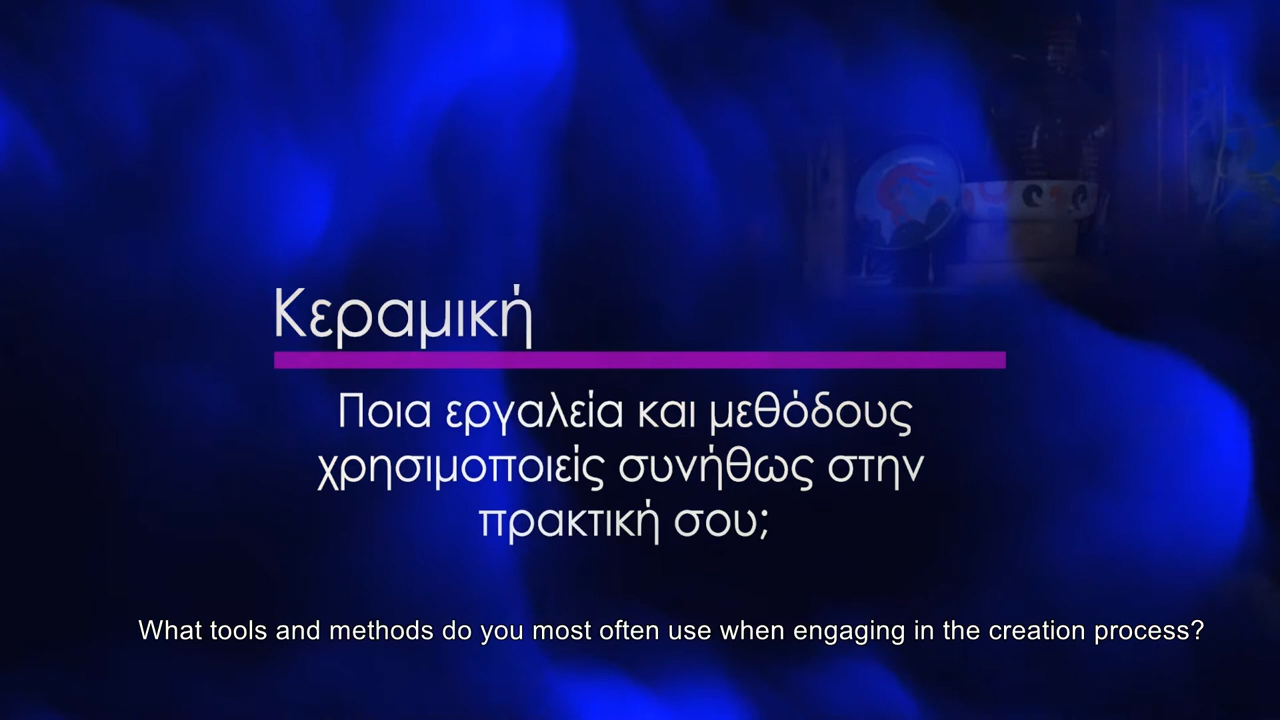 Κεραμική
Ποια εργαλεία και μεθόδους
χρησιμοποιείς συνήθως στην
πρακτική σου;
What tools and methods do you most often use when engaging in the creation process?